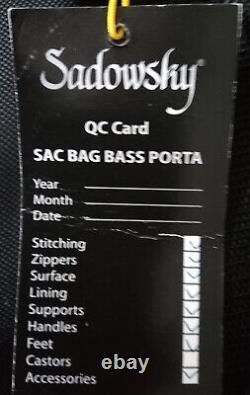 Sadowsky
QC Card
SAC BAG BASS PORTA
Year
Month
Date
Stitching
Zippers
Surface
Lining
Supports
Handles
Feet
Castors
Accessories